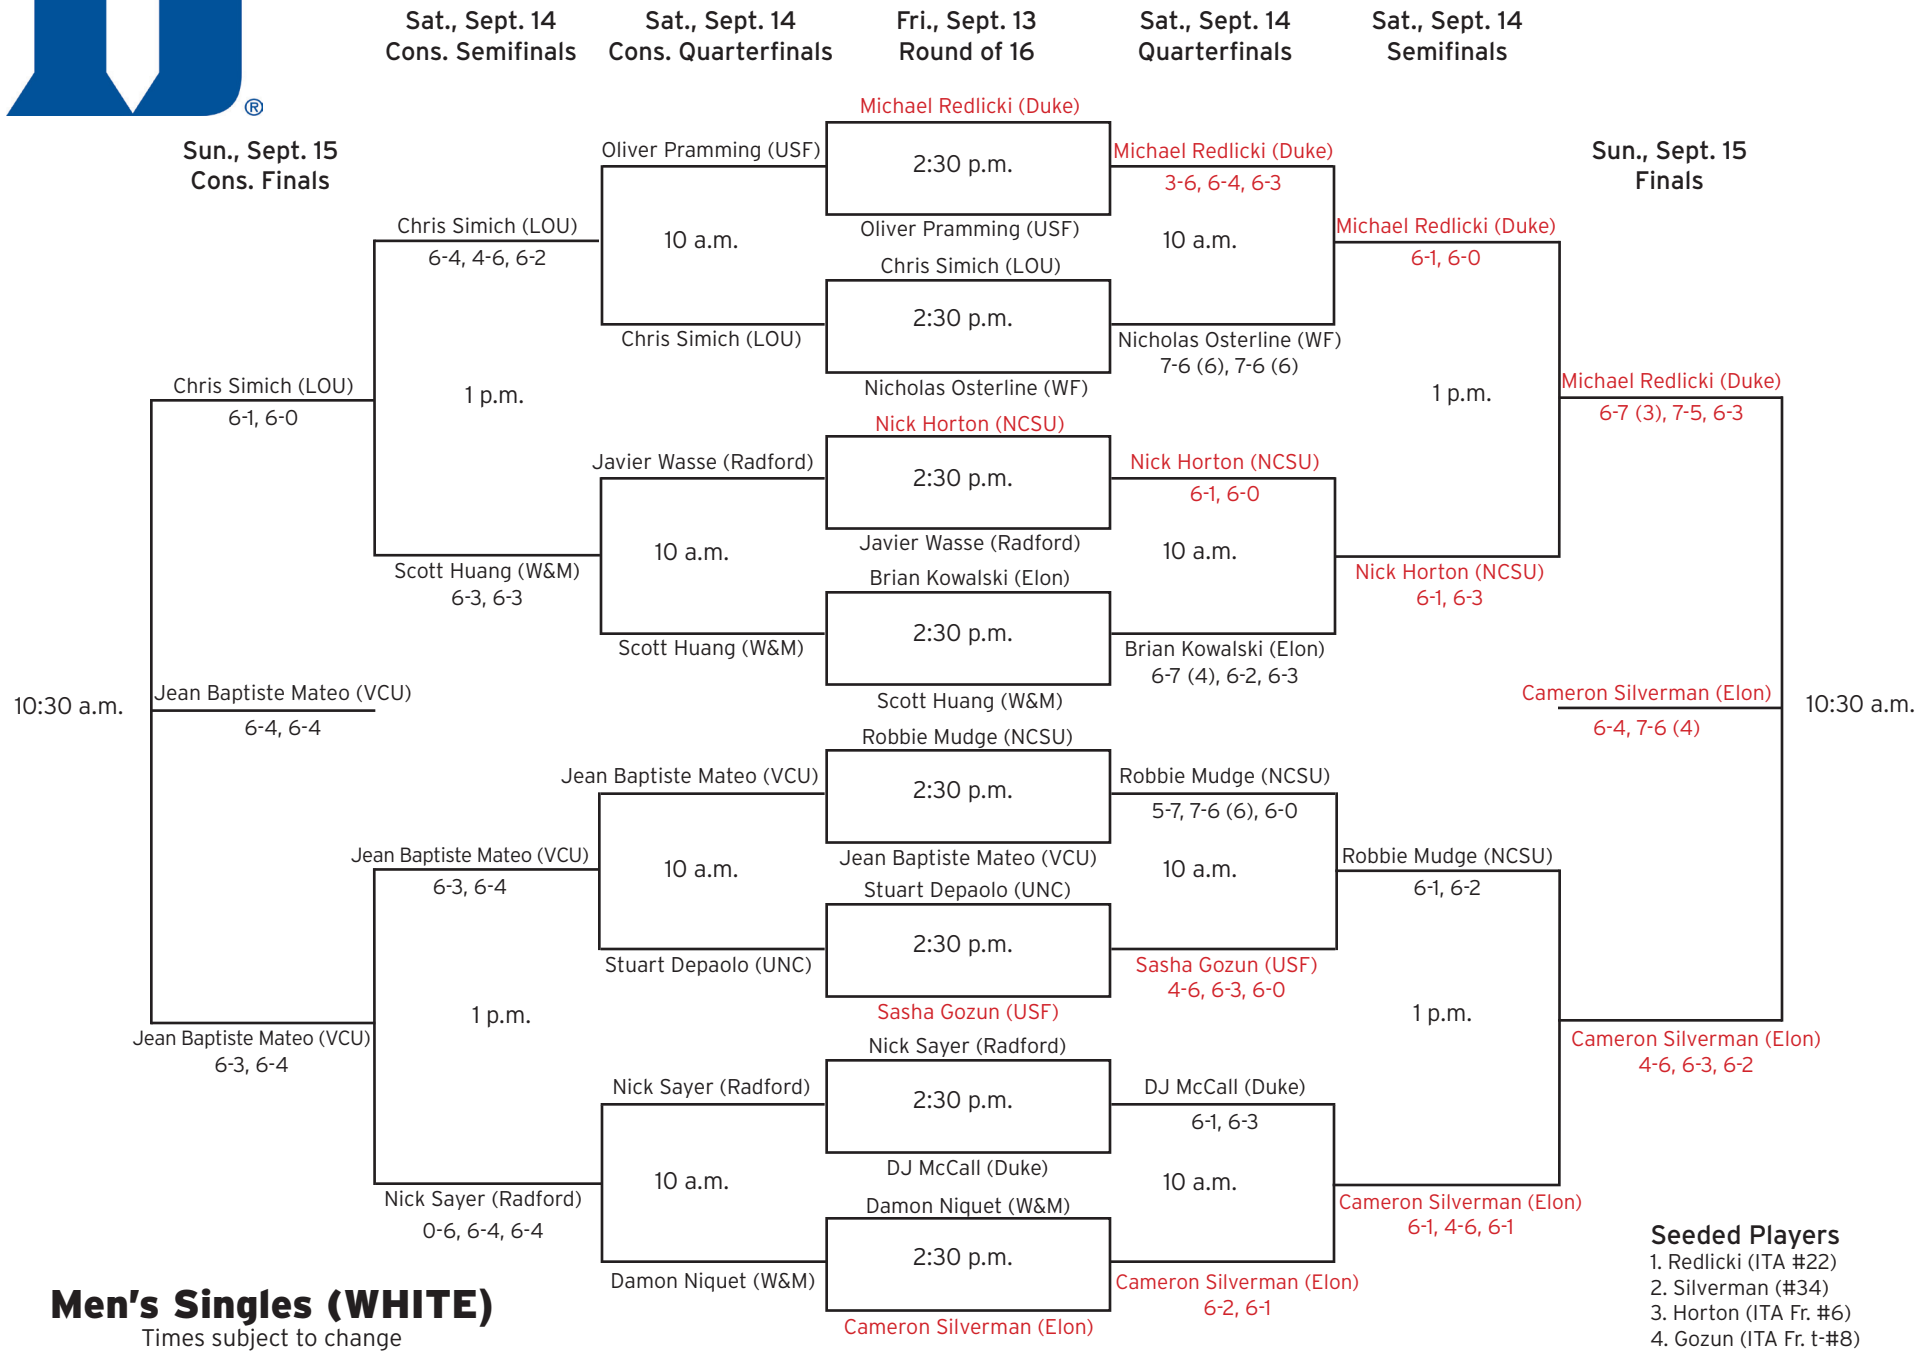 Sat., Sept. 14
Cons. Semifinals
Sat., Sept. 14
Cons. Quarterfinals
Fri., Sept. 13
Round of 16
Sat., Sept. 14
Quarterfinals
Sat., Sept. 14
Semifinals
®
Sun., Sept. 15
Cons. Finals
Sun., Sept. 15
Finals
Chris Simich (LOU)
6-1, 6-0
10:30 a.m.
Jean Baptiste Mateo (VCU)
6-4, 6-4
Jean Baptiste Mateo (VCU)
6-3, 6-4
Chris Simich (LOU)
6-4, 4-6, 6-2
1 p.m.
Scott Huang (W&M)
6-3, 6-3
Jean Baptiste Mateo (VCU)
6-3, 6-4
1 p.m.
Nick Sayer (Radford)
0-6, 6-4, 6-4
Oliver Pramming (USF)
10 a.m.
Chris Simich (LOU)
Javier Wasse (Radford)
10 a.m.
Scott Huang (W&M)
Jean Baptiste Mateo (VCU)
10 a.m.
Stuart Depaolo (UNC)
Nick Sayer (Radford)
10 a.m.
Damon Niquet (W&M)
Michael Redlicki (Duke)
2:30 p.m.
Oliver Pramming (USF)
Chris Simich (LOU)
2:30 p.m.
Nicholas Osterline (WF)
Nick Horton (NCSU)
2:30 p.m.
Javier Wasse (Radford)
Brian Kowalski (Elon)
2:30 p.m.
Scott Huang (W&M)
Robbie Mudge (NCSU)
2:30 p.m.
Jean Baptiste Mateo (VCU)
Stuart Depaolo (UNC)
2:30 p.m.
Sasha Gozun (USF)
Nick Sayer (Radford)
2:30 p.m.
DJ McCall (Duke)
Damon Niquet (W&M)
2:30 p.m.
Cameron Silverman (Elon)
Michael Redlicki (Duke)
3-6, 6-4, 6-3
10 a.m.
Nicholas Osterline (WF)
7-6 (6), 7-6 (6)
Nick Horton (NCSU)
6-1, 6-0
10 a.m.
Brian Kowalski (Elon)
6-7 (4), 6-2, 6-3
Robbie Mudge (NCSU)
5-7, 7-6 (6), 6-0
10 a.m.
Sasha Gozun (USF)
4-6, 6-3, 6-0
DJ McCall (Duke)
6-1, 6-3
10 a.m.
Cameron Silverman (Elon)
6-2, 6-1
Michael Redlicki (Duke)
6-1, 6-0
1 p.m.
Nick Horton (NCSU)
6-1, 6-3
Robbie Mudge (NCSU)
6-1, 6-2
1 p.m.
Cameron Silverman (Elon)
6-1, 4-6, 6-1
Michael Redlicki (Duke)
6-7 (3), 7-5, 6-3
Cameron Silverman (Elon)
6-4, 7-6 (4)
10:30 a.m.
Cameron Silverman (Elon)
4-6, 6-3, 6-2
Men's Singles (WHITE)
Times subject to change
Seeded Players
1. Redlicki (ITA #22)
2. Silverman (#34)
3. Horton (ITA Fr. #6)
4. Gozun (ITA Fr. t-#8)